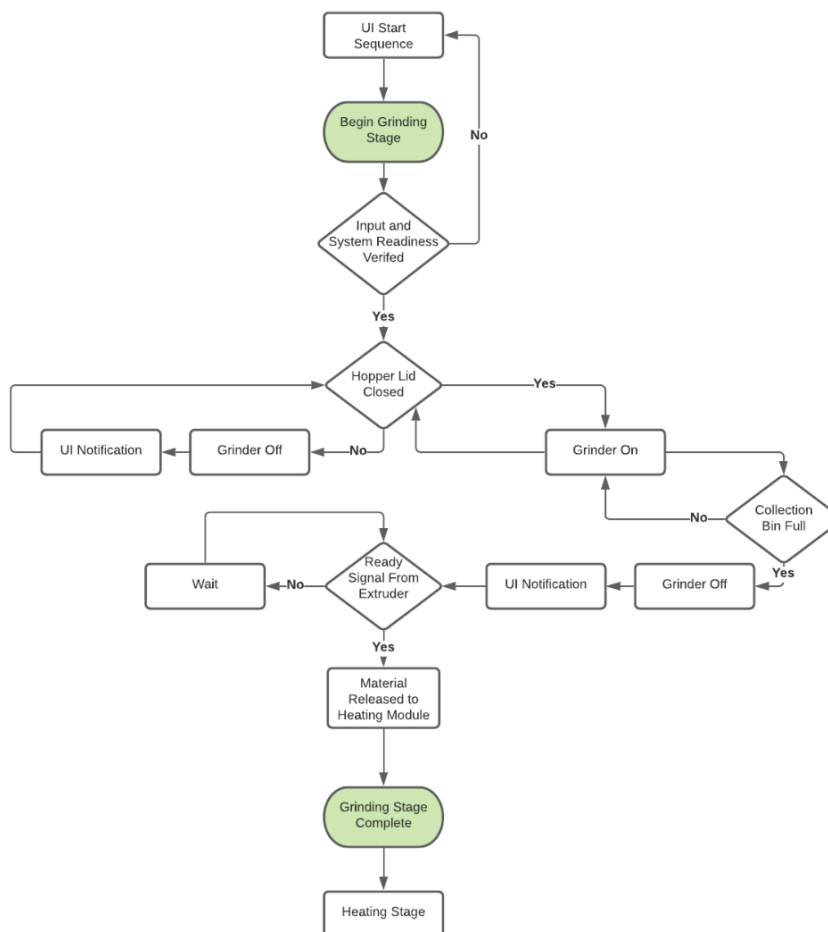 UI Start
Sequence
Begin Grinding
Stage
No
Input and
System Readiness
Verifed
Yes
Hopper Lid
Closed
Yes
UI Notification
Grinder Off
No
Grinder On
No
Collection
Bin Full
Yes
Wait
No
Ready
Signal From
Extruder
UI Notification
Grinder Off
Yes
Material
Released to
Heating Module
Grinding Stage
Complete
Heating Stage